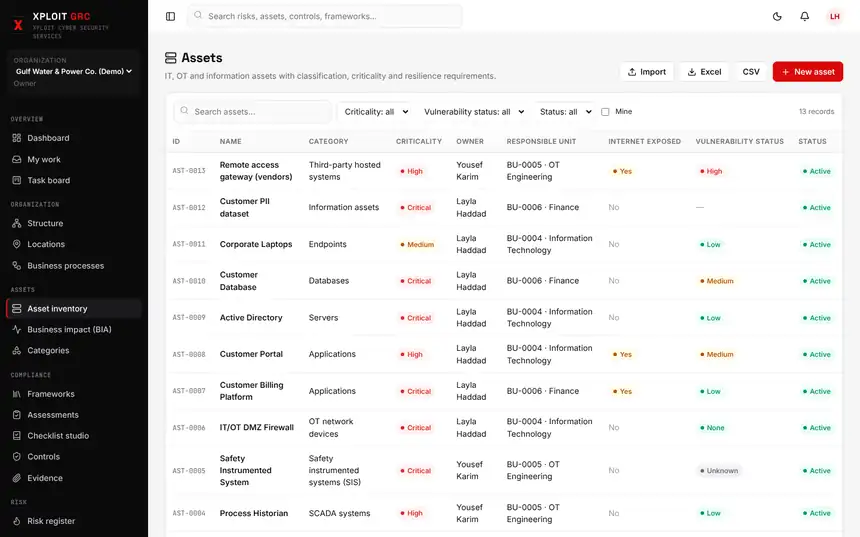 XPLOIT GRC
XPLOIT CYBER SECURITY
SERVICES
ORGANIZATION
Gulf Water & Power Co. (Demo)
Owner
OVERVIEW
Dashboard
My work
Task board
ORGANIZATION
Structure
Locations
Business processes
ASSETS
Asset inventory
Business impact (BIA)
Categories
COMPLIANCE
Frameworks
Assessments
Checklist studio
Controls
Evidence
RISK
Risk register
Search risks, assets, controls, frameworks...
LH
Assets
IT, OT and information assets with classification, criticality and resilience requirements.
Import
Excel
CSV
+ New asset
Search assets...
Criticality: all
Vulnerability status: all
Status: all
Mine
13 records
ID NAME CATEGORY CRITICALITY OWNER RESPONSIBLE UNIT INTERNET EXPOSED VULNERABILITY STATUS STATUS
AST-0013 Remote access gateway (vendors) Third-party hosted systems High Yousef Karim BU-0005 · OT Engineering Yes High Active
AST-0012 Customer PII dataset Information assets Critical Layla Haddad BU-0006 · Finance No — Active
AST-0011 Corporate Laptops Endpoints Medium Layla Haddad BU-0004 · Information Technology No Low Active
AST-0010 Customer Database Databases Critical Layla Haddad BU-0006 · Finance No Medium Active
AST-0009 Active Directory Servers Critical Layla Haddad BU-0004 · Information Technology No Low Active
AST-0008 Customer Portal Applications High Layla Haddad BU-0004 · Information Technology Yes Medium Active
AST-0007 Customer Billing Platform Applications Critical Layla Haddad BU-0006 · Finance Yes Low Active
AST-0006 IT/OT DMZ Firewall OT network devices Critical Layla Haddad BU-0004 · Information Technology No None Active
AST-0005 Safety Instrumented System Safety instrumented systems (SIS) Critical Yousef Karim BU-0005 · OT Engineering No Unknown Active
AST-0004 Process Historian SCADA systems High Yousef Karim BU-0005 · OT Engineering No Low Active